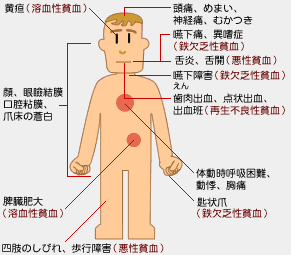 黄疸(溶血性貧血)
顔、眼瞼結膜
口腔粘膜、
爪床の蒼白
脾臓肥大
(溶血性貧血)
四肢のしびれ、歩行障害(悪性貧血)
頭痛、めまい、
神経痛、むかつき
嚥下痛、異嗜症
(鉄欠乏性貧血)
舌炎、舌開(悪性貧血)
嚥下障害(鉄欠乏性貧血)
えん
歯肉出血、点状出血、
出血班(再生不良性貧血)
体動時呼吸困難、
動悸、胸痛
匙状爪
(鉄欠乏性貧血)